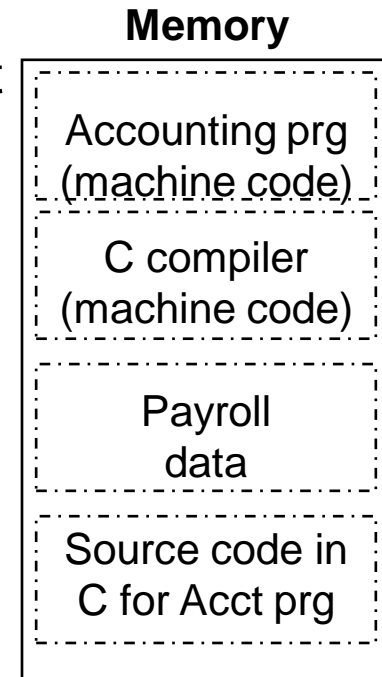 Memory
Accounting prg
(machine code)
C compiler
(machine code)
Payroll
data
Source code in
C for Acct prg